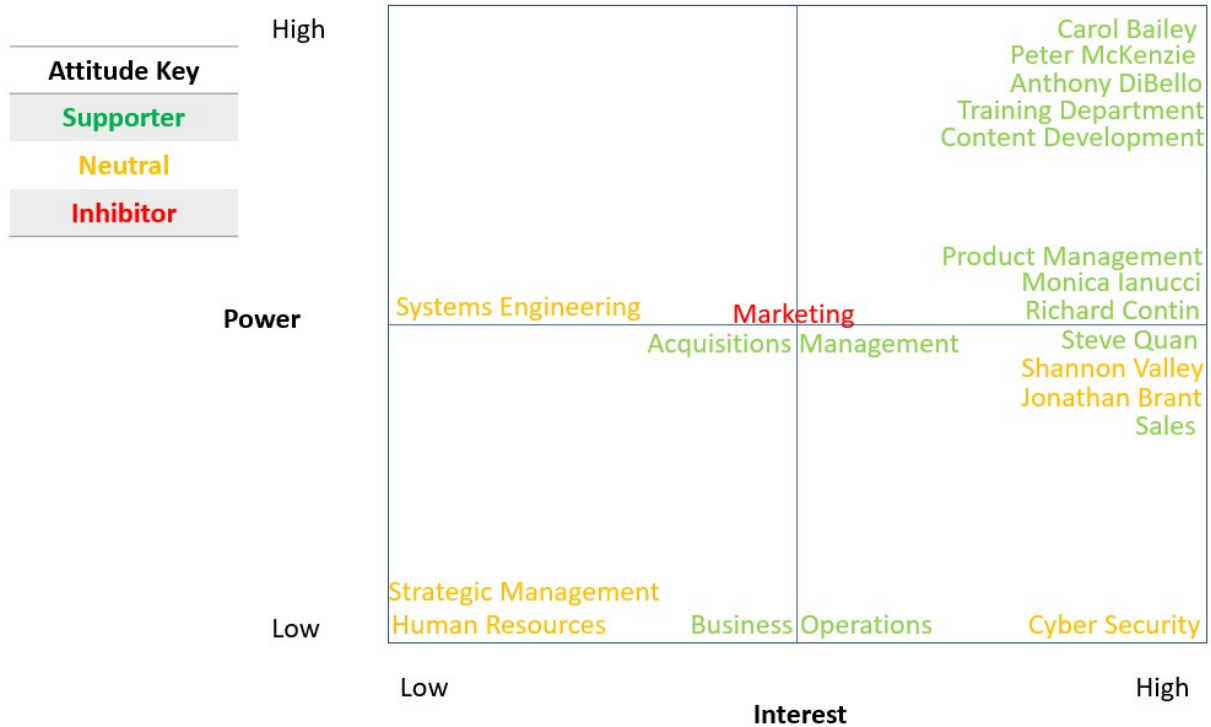 High
Attitude Key
Supporter
Neutral
Inhibitor
Power
Low
Carol Bailey
Peter McKenzie
Anthony DiBello
Training Department
Content Development
Product Management
Monica Ianucci
Richard Contin
Systems Engineering
Marketing
Acquisitions Management
Steve Quan
Shannon Valley
Jonathan Brant
Sales
Strategic Management
Human Resources
Business Operations
Cyber Security
Low
High
Interest